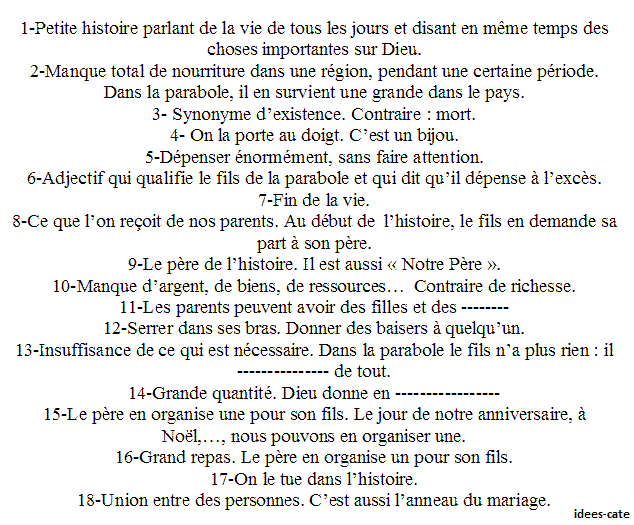 1-Petite histoire parlant de la vie de tous les jours et disant en même temps des
choses importantes sur Dieu.
2-Manque total de nourriture dans une région, pendant une certaine période.
Dans la parabole, il en survient une grande dans le pays.
3- Synonyme d’existence. Contraire : mort.
4- On la porte au doigt. C’est un bijou.
5-Dépenser énormément, sans faire attention.
6-Adjectif qui qualifie le fils de la parabole et qui dit qu’il dépense à l’excès.
7-Fin de la vie.
8-Ce que l’on reçoit de nos parents. Au début de l’histoire, le fils en demande sa
part à son père.
9-Le père de l’histoire. Il est aussi « Notre Père ».
10-Manque d’argent, de biens, de ressources… Contraire de richesse.
11-Les parents peuvent avoir des filles et des --------
12-Serrer dans ses bras. Donner des baisers à quelqu’un.
13-Insuffisance de ce qui est nécessaire. Dans la parabole le fils n’a plus rien : il
--------------- de tout.
14-Grande quantité. Dieu donne en -----------------
15-Le père en organise une pour son fils. Le jour de notre anniversaire, à
Noël,…, nous pouvons en organiser une.
16-Grand repas. Le père en organise un pour son fils.
17-On le tue dans l’histoire.
18-Union entre des personnes. C’est aussi l’anneau du mariage.
idees-cate